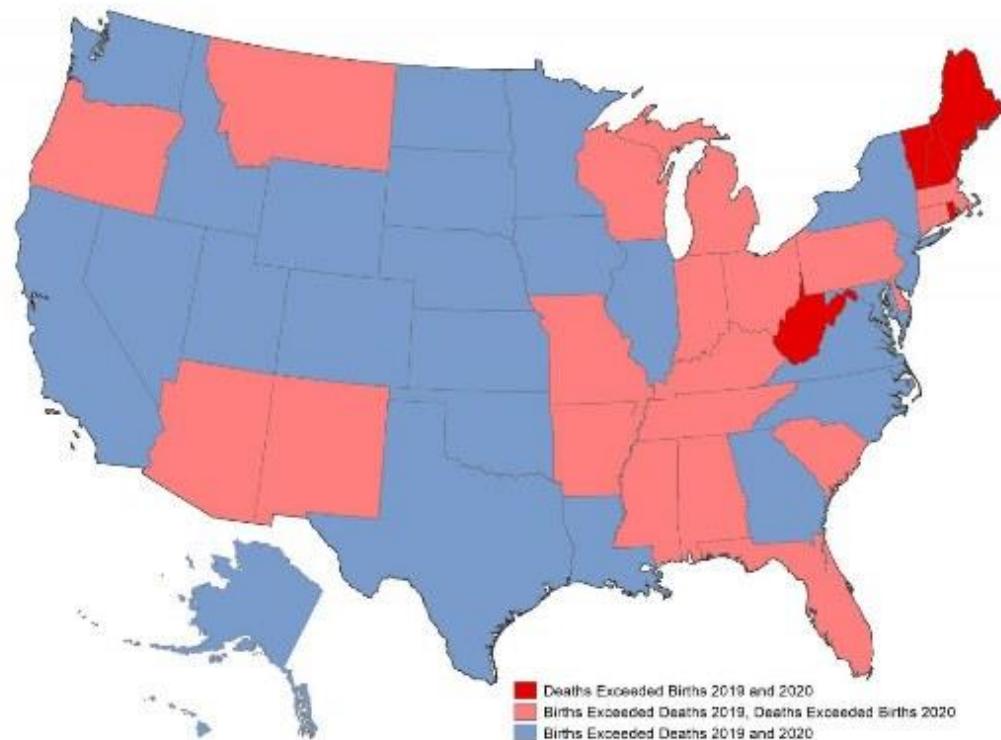 Deaths Exceeded Births 2019 and 2020
Births Exceeded Deaths 2019, Deaths Exceeded Births 2020
Births Exceeded Deaths 2019 and 2020